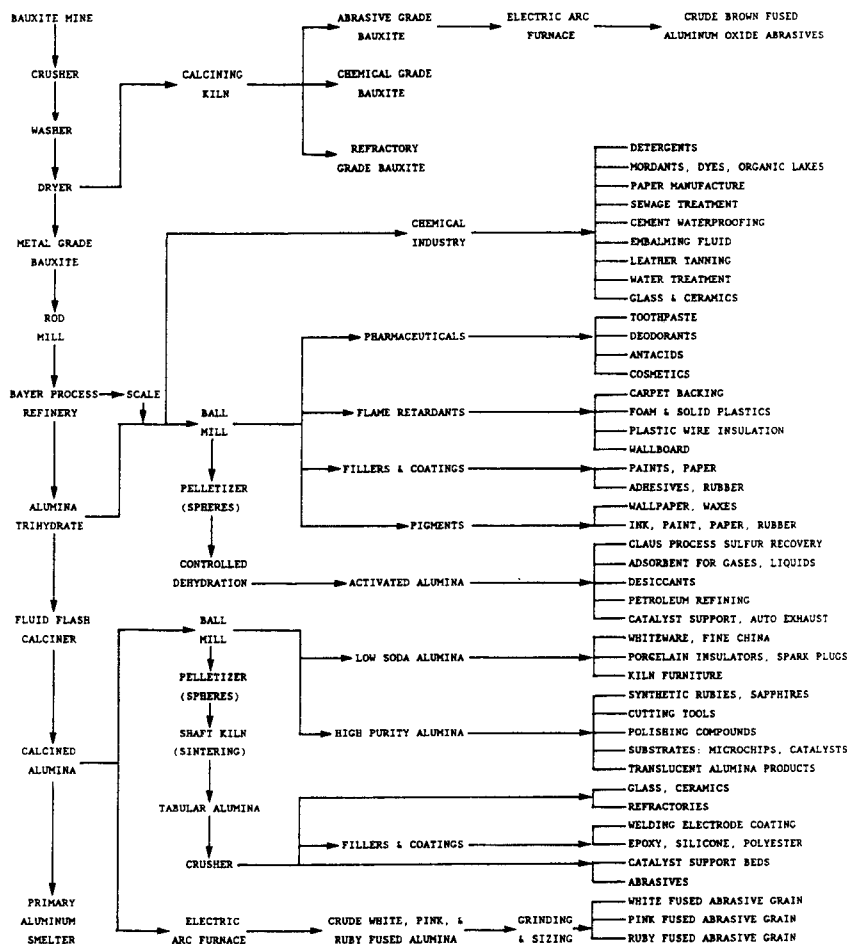 BAUXITE MINE
CRUSHER
WASHER
DRYER
METAL GRADE
BAUXITE
ROD
MILL
BAYER PROCESS
REFINERY
SCALE
ALUMINA
TRIHYDRATE
FLUID FLASH
CALCINER
CALCINED
ALUMINA
PRIMARY
ALUMINUM
SMELTER
CALCINING
KILN
ABRASIVE GRADE
BAUXITE
ELECTRIC ARC
FURNACE
CRUDE BROWN FUSED
ALUMINUM OXIDE ABRASIVES
CHEMICAL GRADE
BAUXITE
REFRACTORY
GRADE BAUXITE
CHEMICAL
INDUSTRY
DETERGENTS
MORDANTS, DYES, ORGANIC LAKES
PAPER MANUFACTURE
SEWAGE TREATMENT
CEMENT WATERPROOFING
EMBALMING FLUID
LEATHER TANNING
WATER TREATMENT
GLASS & CERAMICS
BALL
MILL
PHARMACEUTICALS
TOOTHPASTE
DEODORANTS
ANTACIDS
COSMETICS
FLAME RETARDANTS
CARPET BACKING
FOAM & SOLID PLASTICS
PLASTIC WIRE INSULATION
WALLBOARD
FILLERS & COATINGS
PAINTS, PAPER
ADHESIVES, RUBBER
PIGMENTS
WALLPAPER, WAXES
INK, PAINT, PAPER, RUBBER
PELLETIZER
(SPHERES)
CONTROLLED
DEHYDRATION
ACTIVATED ALUMINA
CLAUS PROCESS SULFUR RECOVERY
ADSORBENT FOR GASES, LIQUIDS
DESICCANTS
PETROLEUM REFINING
CATALYST SUPPORT, AUTO EXHAUST
BALL
MILL
LOW SODA ALUMINA
WHITEWARE, FINE CHINA
PORCELAIN INSULATORS, SPARK PLUGS
KILN FURNITURE
PELLETIZER
(SPHERES)
SHAFT KILN
(SINTERING)
HIGH PURITY ALUMINA
SYNTHETIC RUBIES, SAPPHIRES
CUTTING TOOLS
POLISHING COMPOUNDS
SUBSTRATES: MICROCHIPS, CATALYSTS
TRANSLUCENT ALUMINA PRODUCTS
TABULAR ALUMINA
CRUSHER
GLASS, CERAMICS
REFRACTORIES
FILLERS & COATINGS
WELDING ELECTRODE COATING
EPOXY, SILICONE, POLYESTER
CATALYST SUPPORT BEDS
ABRASIVES
ELECTRIC
ARC FURNACE
CRUDE WHITE, PINK, &
RUBY FUSED ALUMINA
GRINDING
& SIZING
WHITE FUSED ABRASIVE GRAIN
PINK FUSED ABRASIVE GRAIN
RUBY FUSED ABRASIVE GRAIN